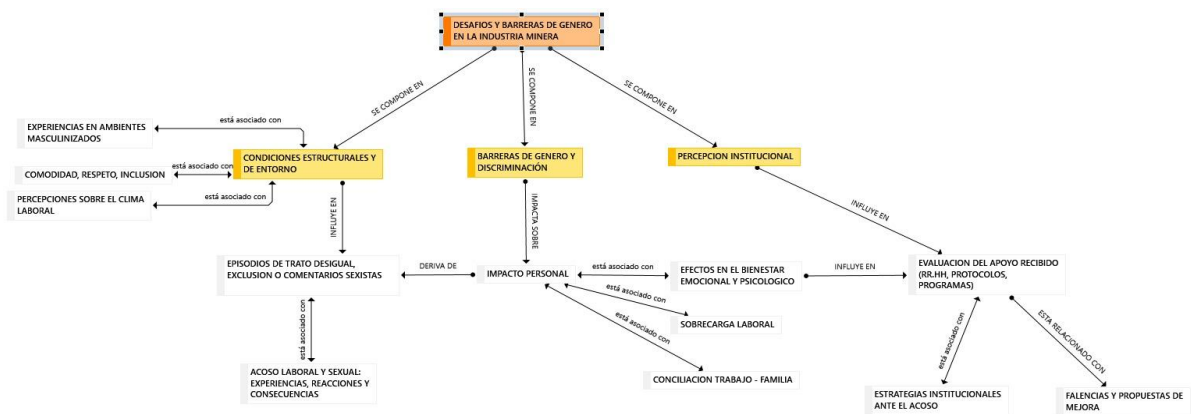 DESAFIOS Y BARRERAS DE GENERO
EN LA INDUSTRIA MINERA
SE COMPONE EN
SE COMPONE EN
SE COMPONE EN
EXPERIENCIAS EN AMBIENTES
MASCULINIZADOS
está asociado con
CONDICIONES ESTRUCTURALES Y
DE ENTORNO
BARRERAS DE GENERO Y
DISCRIMINACIÓN
PERCEPCION INSTITUCIONAL
COMODIDAD, RESPETO, INCLUSION
está asociado con
PERCEPCIONES SOBRE EL CLIMA
LABORAL
está asociado con
INFLUYE EN
IMPACTA SOBRE
INFLUYE EN
EPISODIOS DE TRATO DESIGUAL,
EXCLUSION O COMENTARIOS SEXISTAS
DERIVA DE
IMPACTO PERSONAL
está asociado con
EFECTOS EN EL BIENESTAR
EMOCIONAL Y PSICOLOGICO
INFLUYE EN
EVALUACION DEL APOYO RECIBIDO
(RR.HH, PROTOCOLOS,
PROGRAMAS)
está asociado con
SOBRECARGA LABORAL
está asociado con
está asociado con
CONCILIACION TRABAJO - FAMILIA
está asociado con
ESTA RELACIONADO CON
ACOSO LABORAL Y SEXUAL:
EXPERIENCIAS, REACCIONES Y
CONSECUENCIAS
ESTRATEGIAS INSTITUCIONALES
ANTE EL ACOSO
FALENCIAS Y PROPUESTAS DE
MEJORA